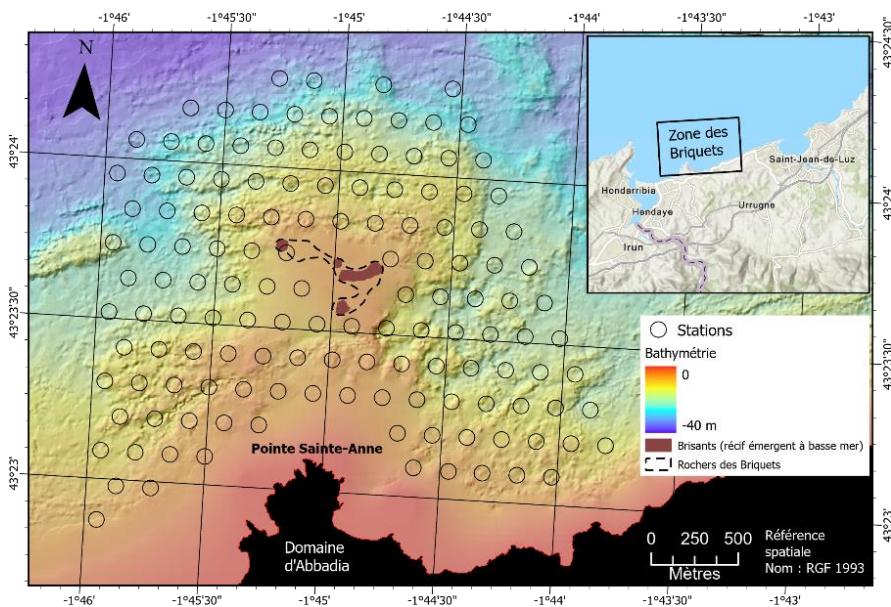 -1°46' -1°45'30" -1°45' -1°44'30" -1°44' -1°43'30" -1°43'
N
43°24'30"
43°24'
43°24'
43°23'30"
43°23'30"
43°23'
43°23'
Zone des
Briquets
Saint-Jean-de-Luz
Hondarribia
Urrugne
Hendaye
Irun
Stations
Bathymétrie
0
-40 m
Brisants (récif émergent à basse mer)
Rochers des Briquets
Pointe Sainte-Anne
Domaine
d'Abbadia
0 250 500
Mètres
Référence
spatiale
Nom : RGF 1993
-1°46' -1°45'30" -1°45' -1°44'30" -1°44' -1°43'30" -1°43'